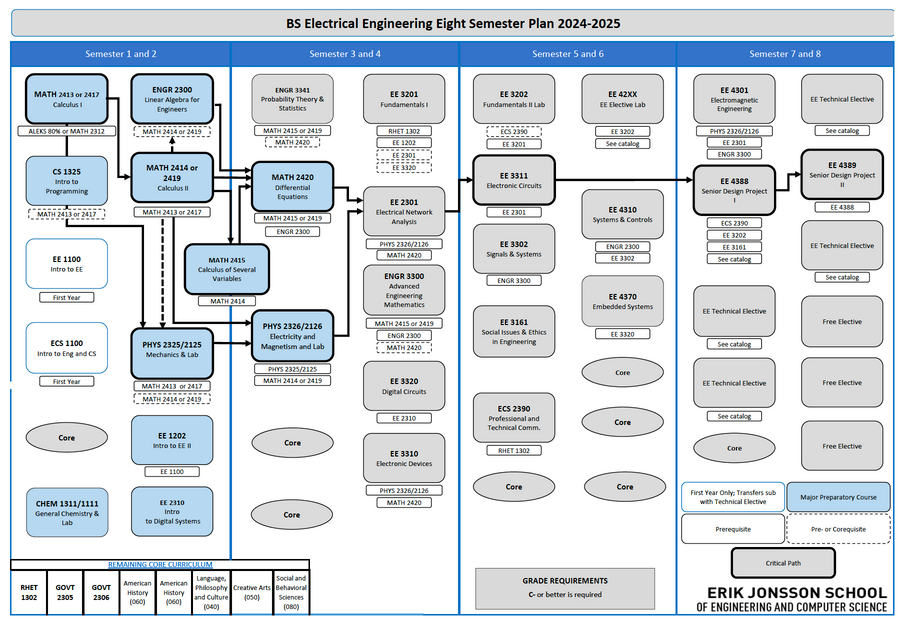 BS Electrical Engineering Eight Semester Plan 2024-2025
Semester 1 and 2
MATH 2413 or 2417
Calculus I
ALEKS 80% or MATH 2312
CS 1325
Intro to
Programming
MATH 2413 or 2417
EE 1100
Intro to EE
First Year
ECS 1100
Intro to Eng and CS
First Year
Core
CHEM 1311/1111
General Chemistry &
Lab
ENGR 2300
Linear Algebra for
Engineers
MATH 2414 or 2419
MATH 2414 or
2419
Calculus II
MATH 2413 or 2417
MATH 2415
Calculus of Several
Variables
MATH 2414
PHYS 2325/2125
Mechanics & Lab
MATH 2413 or 2417
MATH 2414 or 2419
EE 1202
Intro to EE II
EE 1100
EE 2310
Intro
to Digital Systems
Semester 3 and 4
ENGR 3341
Probability Theory &
Statistics
MATH 2415 or 2419
MATH 2420
MATH 2420
Differential
Equations
MATH 2415 or 2419
ENGR 2300
PHYS 2326/2126
Electricity and
Magnetism and Lab
PHYS 2325/2125
MATH 2414 or 2419
Core
Core
EE 3201
Fundamentals I
RHET 1302
EE 1202
EE 2301
EE 3320
EE 2301
Electrical Network
Analysis
PHYS 2326/2126
MATH 2420
ENGR 3300
Advanced
Engineering
Mathematics
MATH 2415 or 2419
ENGR 2300
MATH 2420
EE 3320
Digital Circuits
EE 2310
EE 3310
Electronic Devices
PHYS 2326/2126
MATH 2420
Semester 5 and 6
EE 3202
Fundamentals II Lab
ECS 2390
EE 3201
EE 3311
Electronic Circuits
EE 2301
EE 3302
Signals & Systems
ENGR 3300
EE 3161
Social Issues & Ethics
in Engineering
ECS 2390
Professional and
Technical Comm.
RHET 1302
Core
EE 42XX
EE Elective Lab
EE 3202
See catalog
EE 4310
Systems & Controls
ENGR 2300
EE 3302
EE 4370
Embedded Systems
EE 3320
Core
Core
Core
Semester 7 and 8
EE 4301
Electromagnetic
Engineering
PHYS 2326/2126
EE 2301
ENGR 3300
EE 4388
Senior Design Project
I
ECS 2390
EE 3202
EE 3161
See catalog
EE Technical Elective
See catalog
EE Technical Elective
See catalog
Core
EE Technical Elective
See catalog
EE 4389
Senior Design Project
II
EE 4388
EE Technical Elective
See catalog
Free Elective
Free Elective
Free Elective
First Year Only; Transfers sub
with Technical Elective
Major Preparatory Course
Prerequisite
Pre- or Corequisite
Critical Path
REMAINING CORE CURRICULUM
RHET
1302
GOVT
2305
GOVT
2306
American
History
(060)
American
History
(060)
Language,
Philosophy
and Culture
(040)
Creative Arts
(050)
Social and
Behavioral
Sciences
(080)
GRADE REQUIREMENTS
C- or better is required
ERIK JONSSON SCHOOL
OF ENGINEERING AND COMPUTER SCIENCE